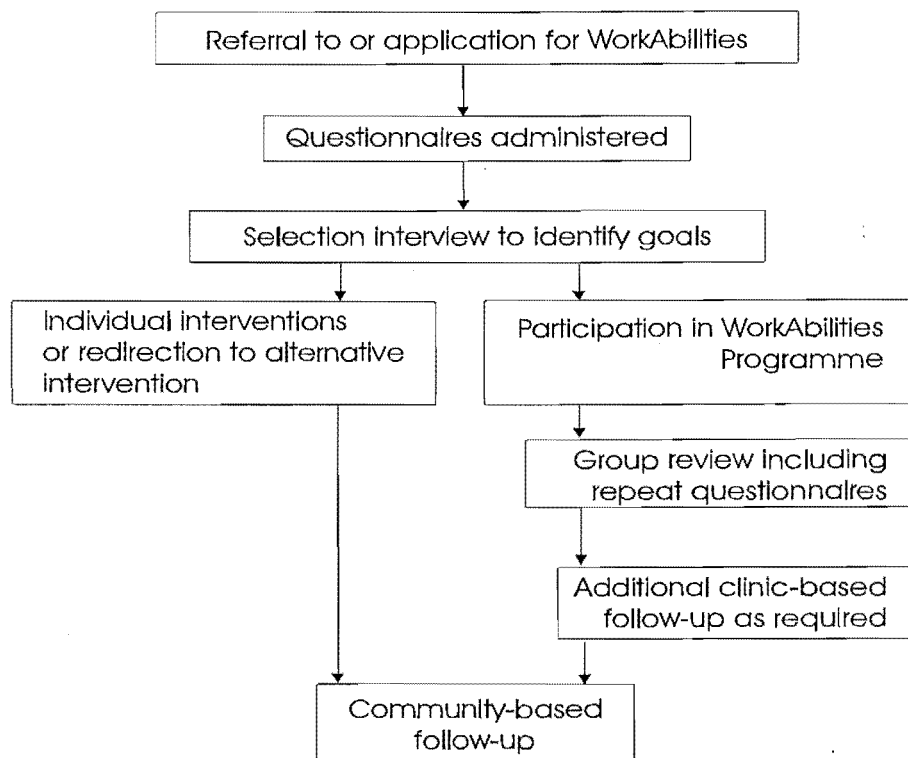 Referral to or application for WorkAbilities
Questionnaires administered
Selection interview to identify goals
Individual interventions
or redirection to alternative
intervention
Participation in WorkAbilities
Programme
Group review including
repeat questionnaires
Additional clinic-based
follow-up as required
Community-based
follow-up